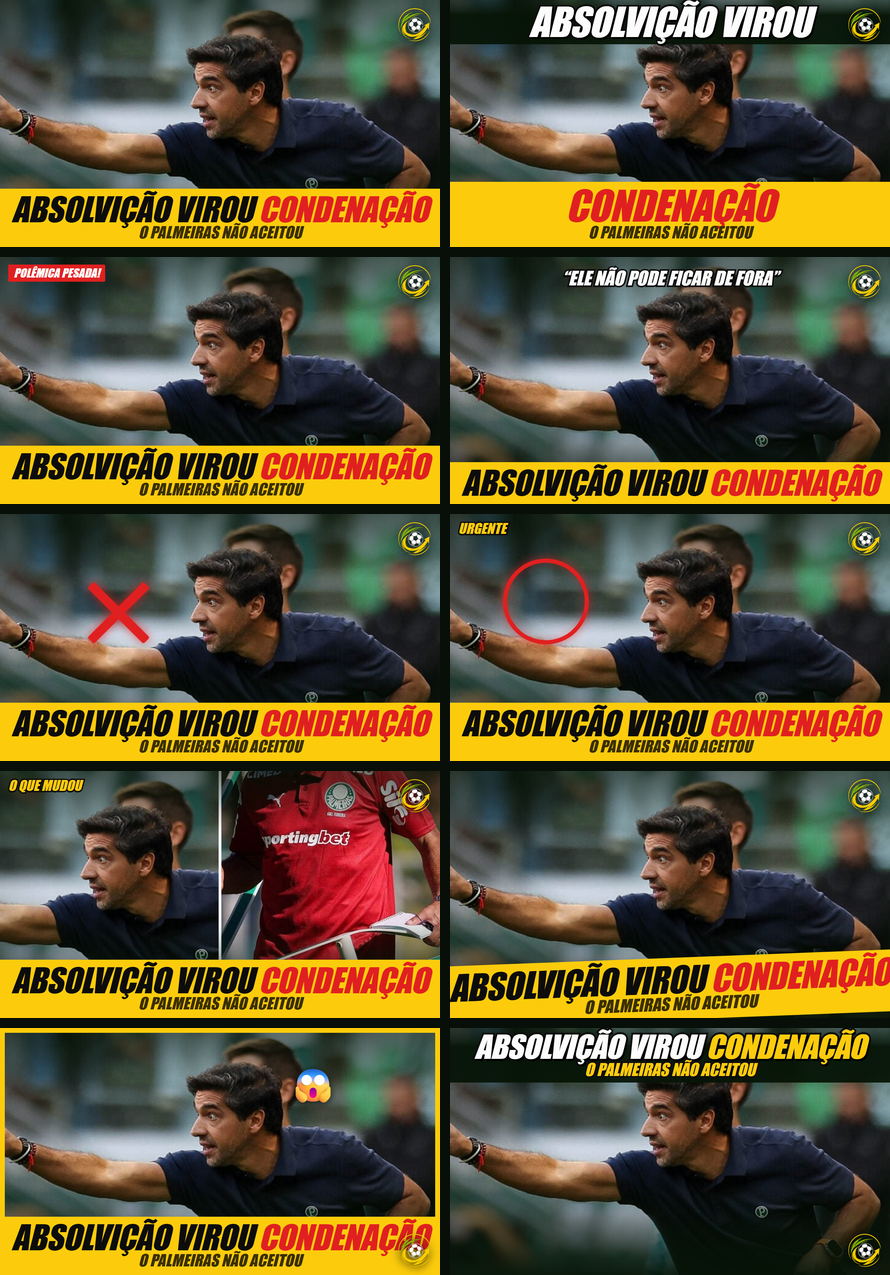 ABSOLVIÇÃO VIROU CONDENAÇÃO
O PALMEIRAS NÃO ACEITOU
ABSOLVIÇÃO VIROU
CONDENAÇÃO
O PALMEIRAS NÃO ACEITOU
POLÊMICA PESADA!
ABSOLVIÇÃO VIROU CONDENAÇÃO
O PALMEIRAS NÃO ACEITOU
“ELE NÃO PODE FICAR DE FORA”
ABSOLVIÇÃO VIROU CONDENAÇÃO
ABSOLVIÇÃO VIROU CONDENAÇÃO
O PALMEIRAS NÃO ACEITOU
URGENTE
ABSOLVIÇÃO VIROU CONDENAÇÃO
O PALMEIRAS NÃO ACEITOU
O QUE MUDOU
CIMED
Sil
sportingbet
ABSOLVIÇÃO VIROU CONDENAÇÃO
O PALMEIRAS NÃO ACEITOU
ABSOLVIÇÃO VIROU CONDENAÇÃO
O PALMEIRAS NÃO ACEITOU
ABSOLVIÇÃO VIROU CONDENAÇÃO
O PALMEIRAS NÃO ACEITOU
ABSOLVIÇÃO VIROU CONDENAÇÃO
O PALMEIRAS NÃO ACEITOU